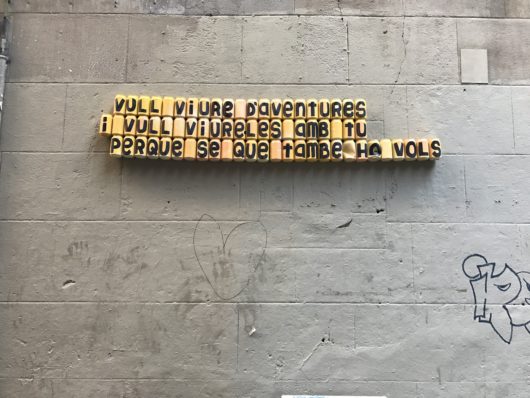 VULL VIURE D'AVENTURES
i VULL VIURELES AMB TU
PERQUE SE QUE TAMBE HO VOLS